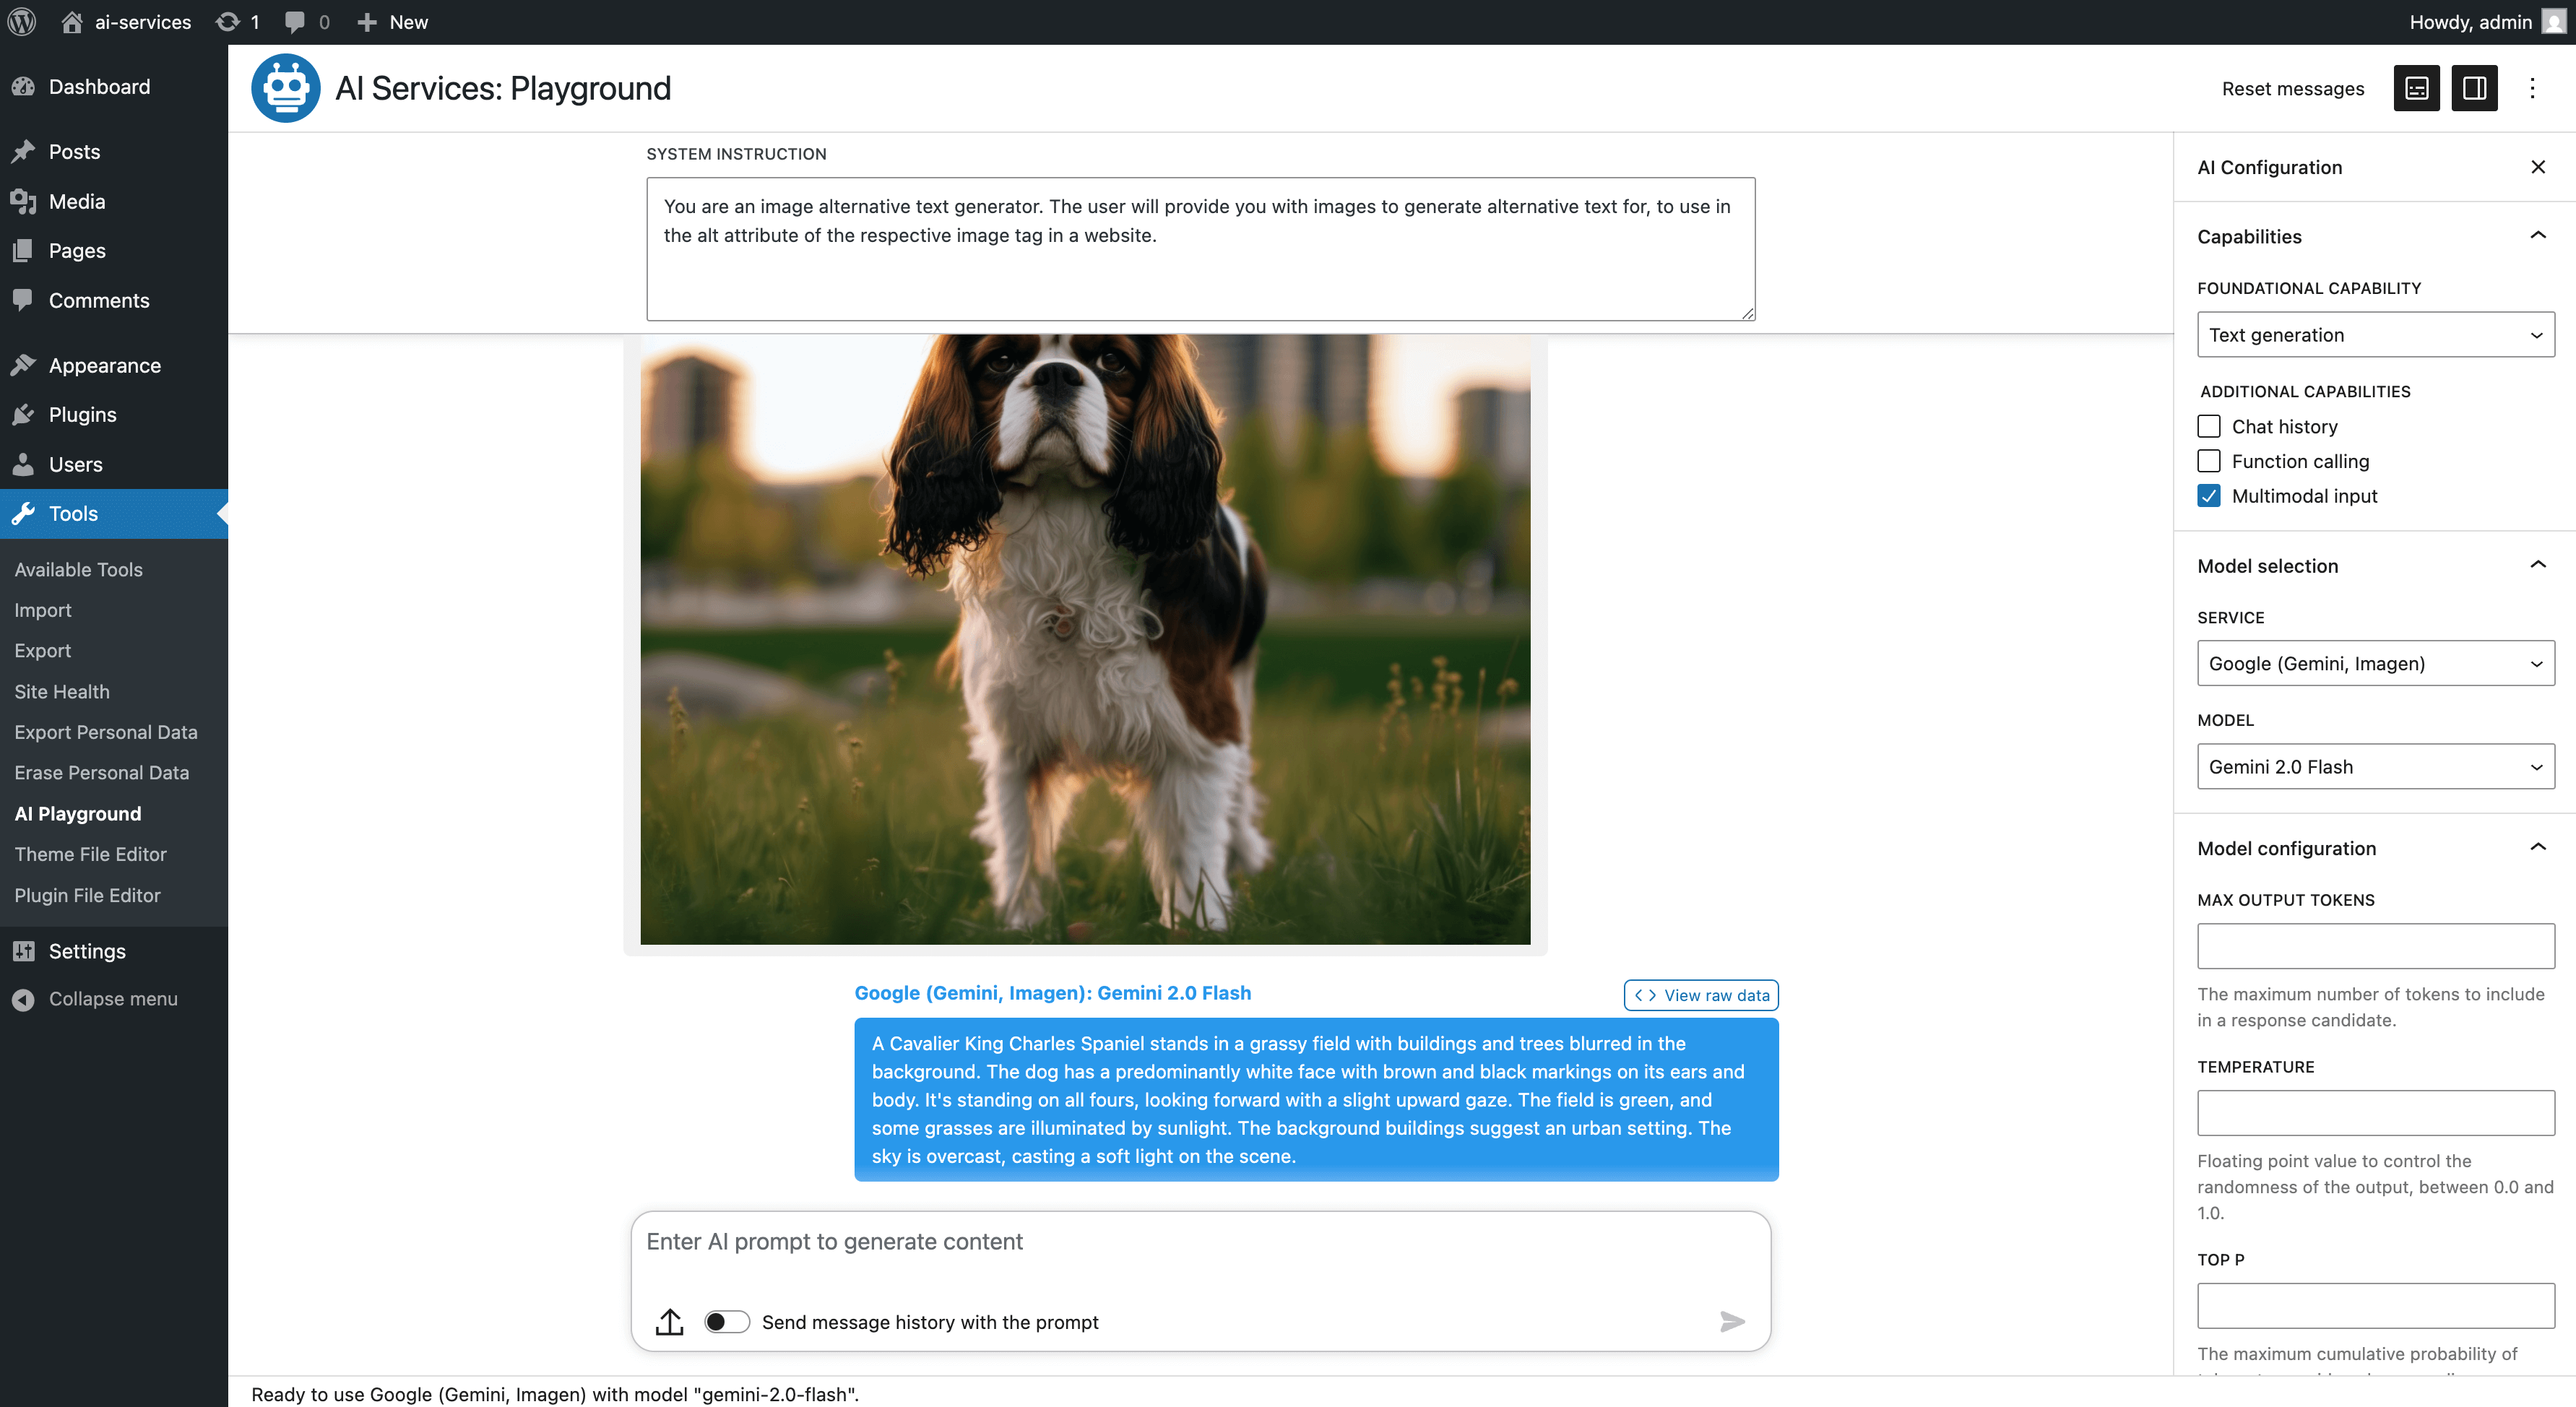 ai-services
1
0
New
Howdy, admin
Dashboard
Posts
Media
Pages
Comments
Appearance
Plugins
Users
Tools
Available Tools
Import
Export
Site Health
Export Personal Data
Erase Personal Data
AI Playground
Theme File Editor
Plugin File Editor
Settings
Collapse menu
AI Services: Playground
Reset messages
SYSTEM INSTRUCTION
You are an image alternative text generator. The user will provide you with images to generate alternative text for, to use in
the alt attribute of the respective image tag in a website.
Google (Gemini, Imagen): Gemini 2.0 Flash
View raw data
A Cavalier King Charles Spaniel stands in a grassy field with buildings and trees blurred in the
background. The dog has a predominantly white face with brown and black markings on its ears and
body. It's standing on all fours, looking forward with a slight upward gaze. The field is green, and
some grasses are illuminated by sunlight. The background buildings suggest an urban setting. The
sky is overcast, casting a soft light on the scene.
Enter AI prompt to generate content
Send message history with the prompt
Ready to use Google (Gemini, Imagen) with model "gemini-2.0-flash".
AI Configuration
Capabilities
FOUNDATIONAL CAPABILITY
Text generation
ADDITIONAL CAPABILITIES
Chat history
Function calling
Multimodal input
Model selection
SERVICE
Google (Gemini, Imagen)
MODEL
Gemini 2.0 Flash
Model configuration
MAX OUTPUT TOKENS
The maximum number of tokens to include
in a response candidate.
TEMPERATURE
Floating point value to control the
randomness of the output, between 0.0 and
1.0.
TOP P
The maximum cumulative probability of